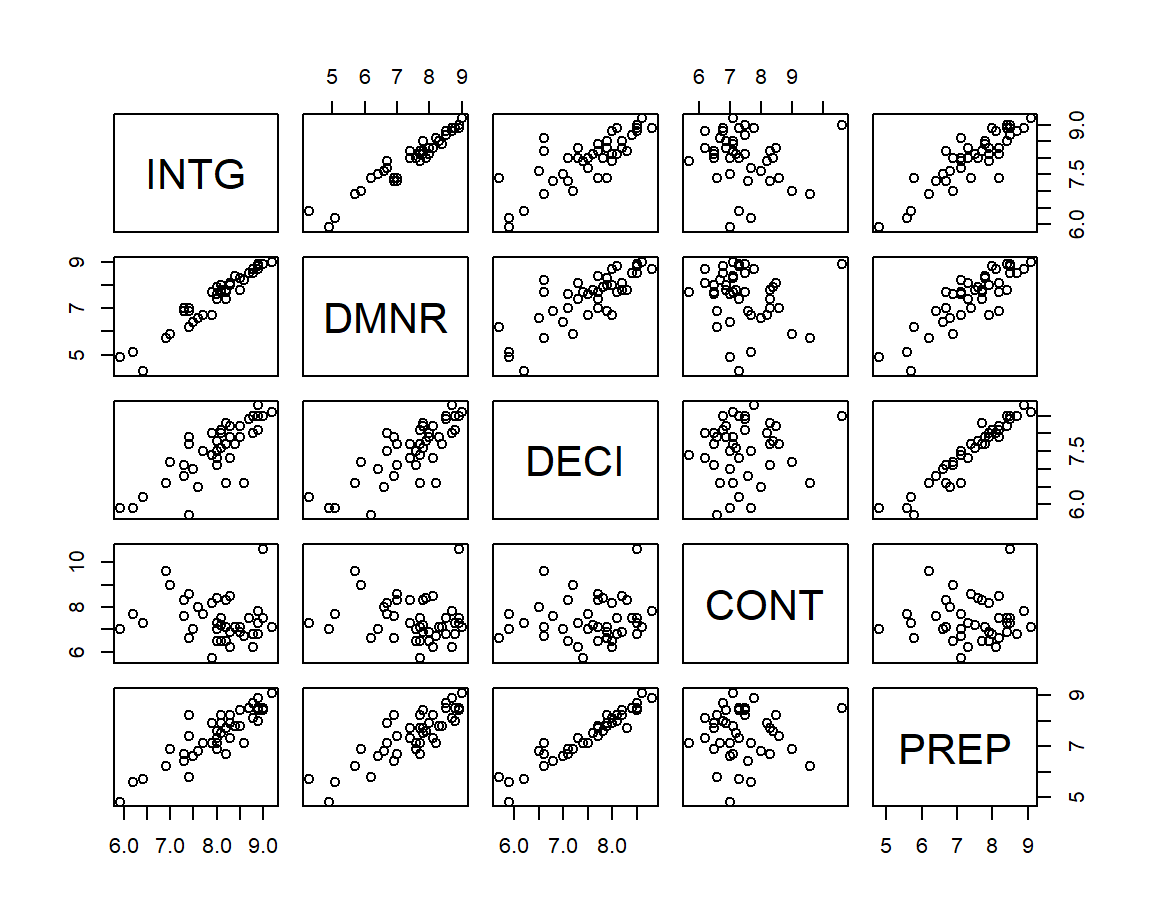 5 6 7 8 9
6 7 8 9
INTG
6.0 7.5 9.0
5 7 9
DMNR
DECI
6.0 7.5
6 8 10
CONT
PREP
5 7 9
6.0 7.0 8.0 9.0
6.0 7.0 8.0
5 6 7 8 9